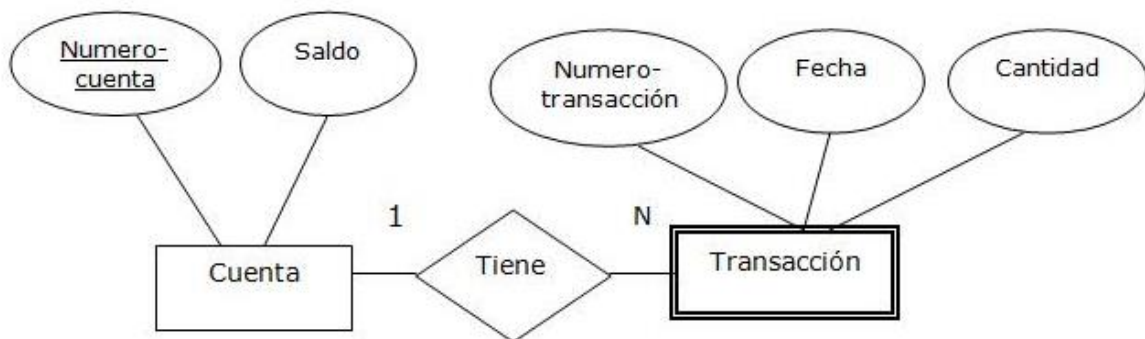 Numero-
cuenta
Saldo
Numero-
transacción
Fecha
Cantidad
1
N
Cuenta
Tiene
Transacción